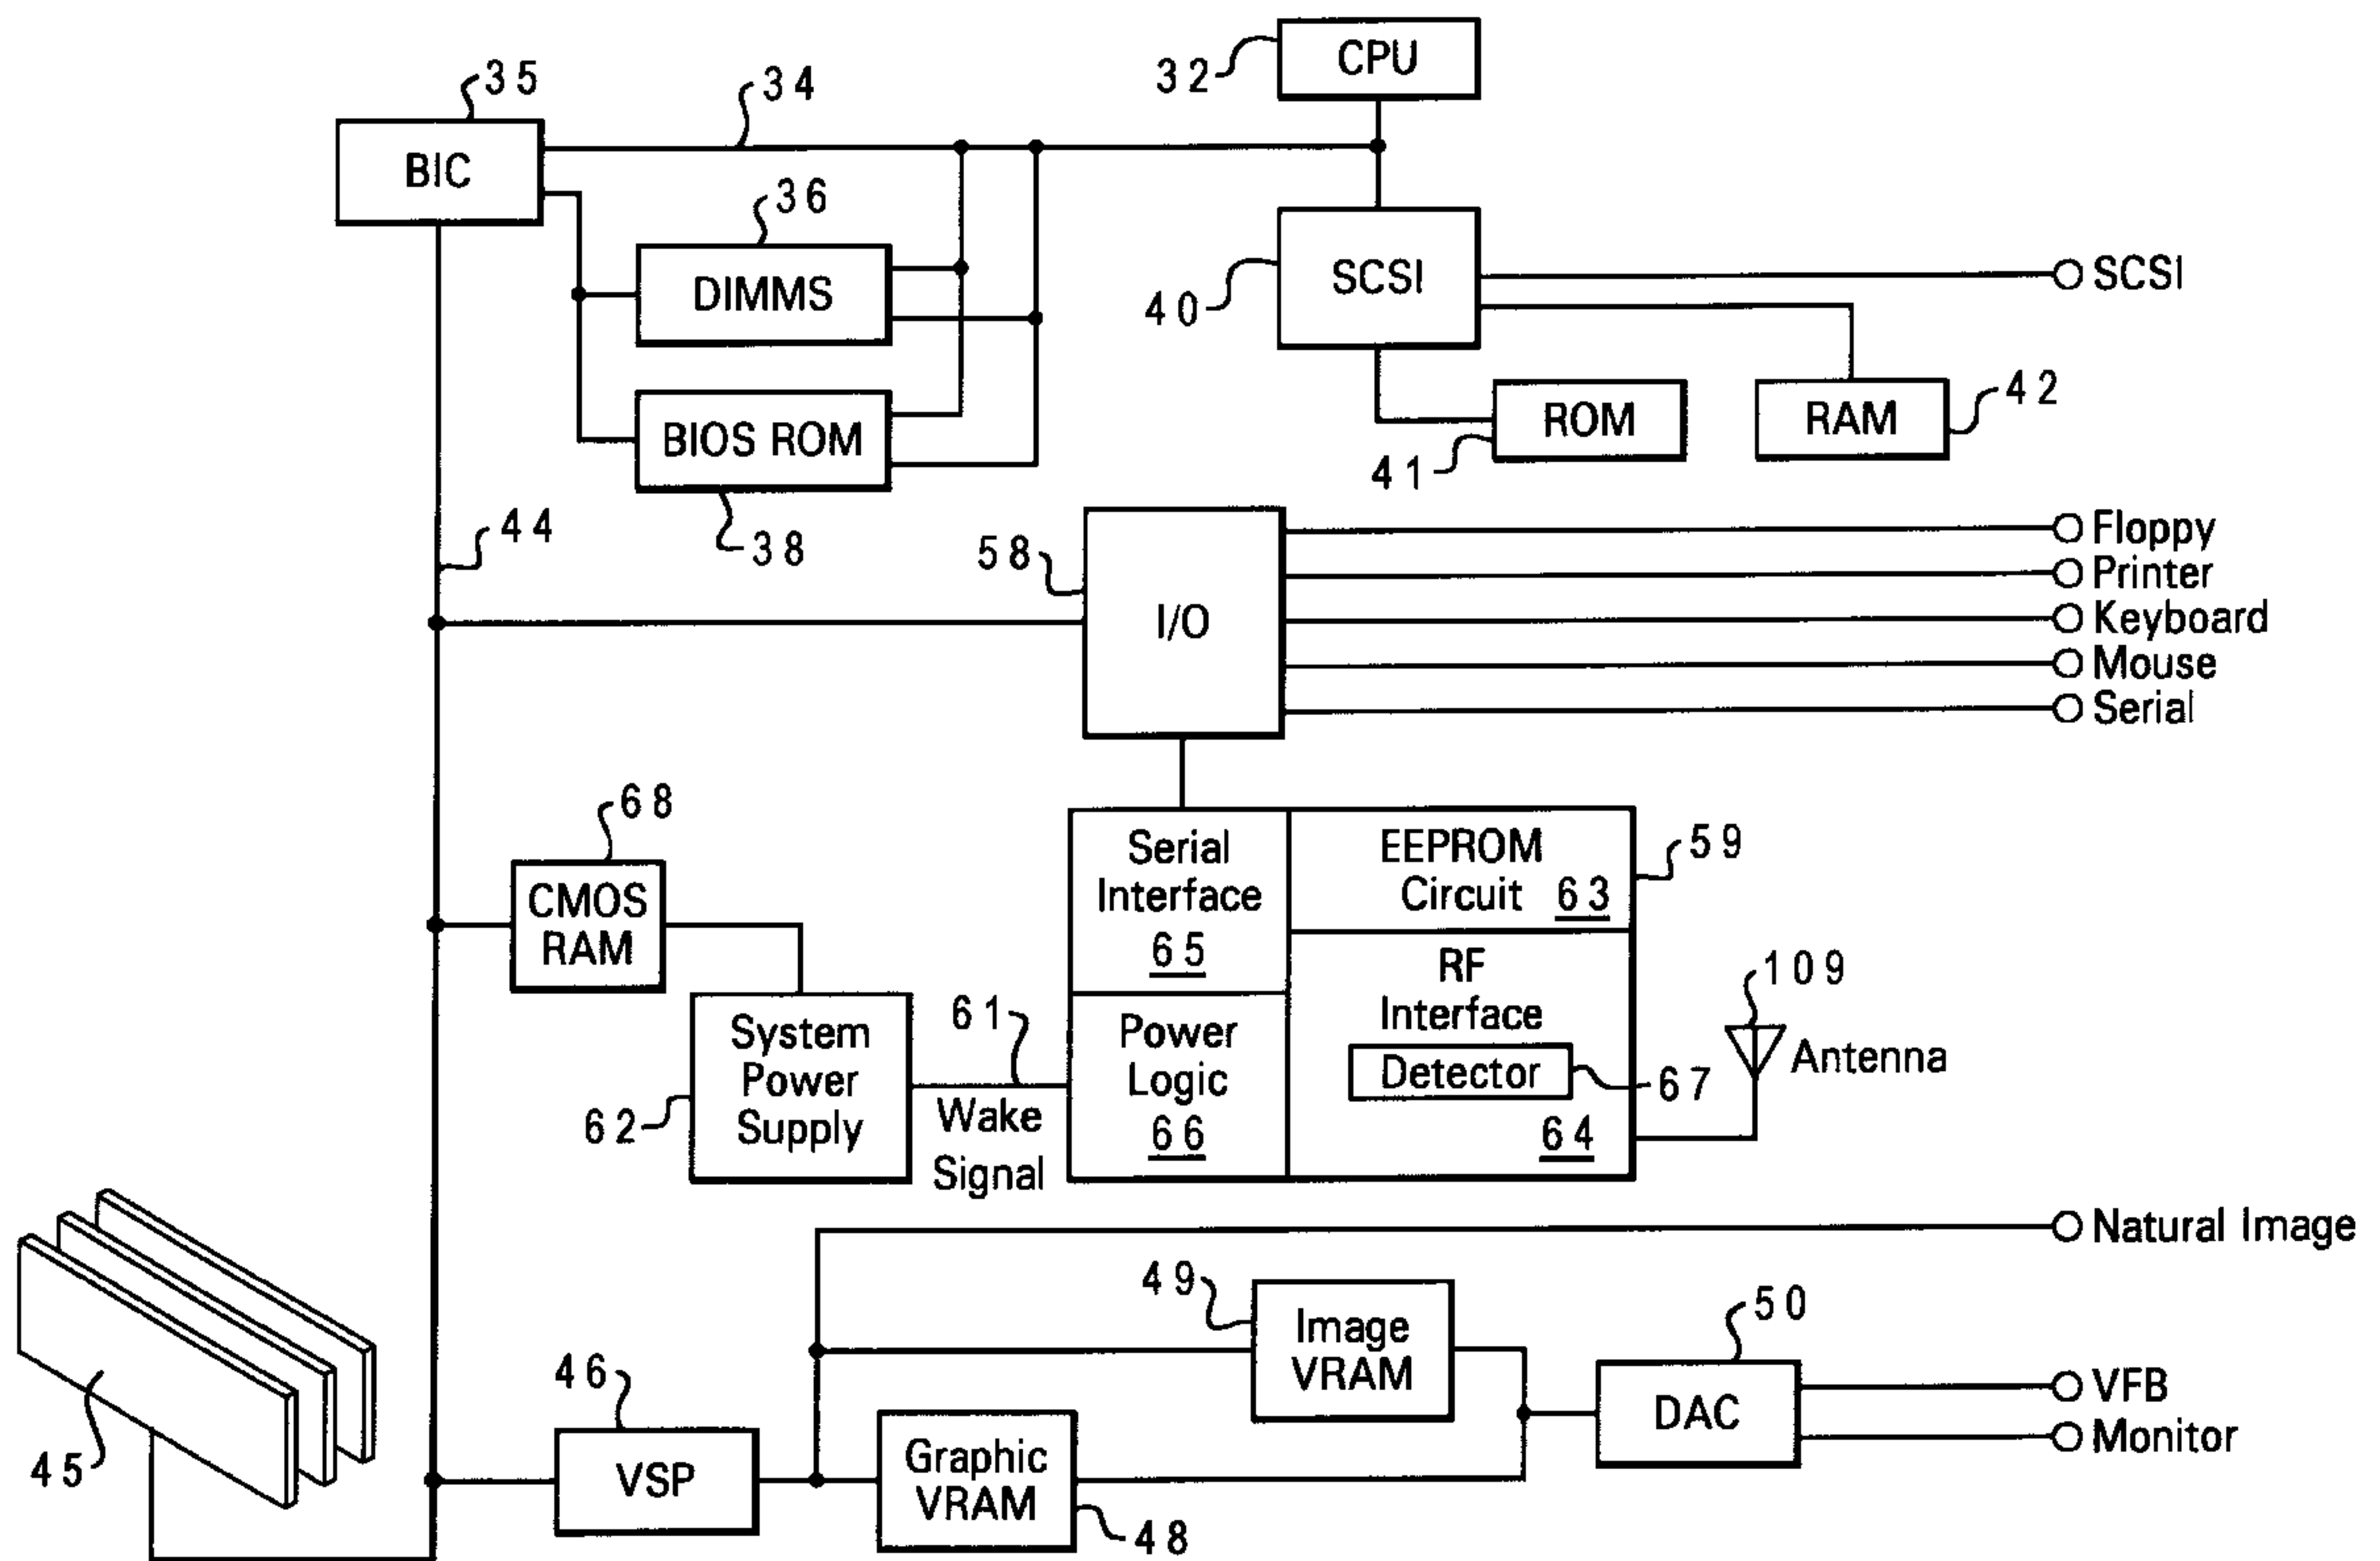 32
CPU
35
34
BIC
36
DIMMS
40
SCSI
SCSI
BIOS ROM
38
ROM
41
RAM
42
44
58
I/O
Floppy
Printer
Keyboard
Mouse
Serial
68
CMOS
RAM
Serial
Interface
65
EEPROM
Circuit 63
59
System
Power
Supply
62
61
Wake
Signal
Power
Logic
66
RF
Interface
Detector
67
64
109
Antenna
45
Natural Image
49
Image
VRAM
50
DAC
VFB
Monitor
46
VSP
Graphic
VRAM
48